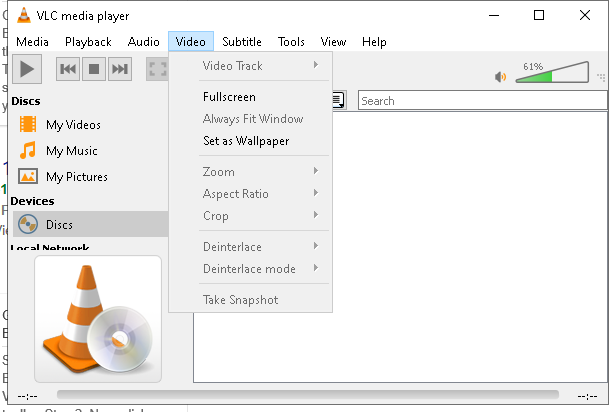 VLC media player
Media Playback Audio Video Subtitle Tools View Help
61%
Video Track
Fullscreen
Always Fit Window
Set as Wallpaper
Zoom
Aspect Ratio
Crop
Deinterlace
Deinterlace mode
Take Snapshot
Search
Discs
My Videos
My Music
My Pictures
Devices
Discs
Local Network
--:-- --:--